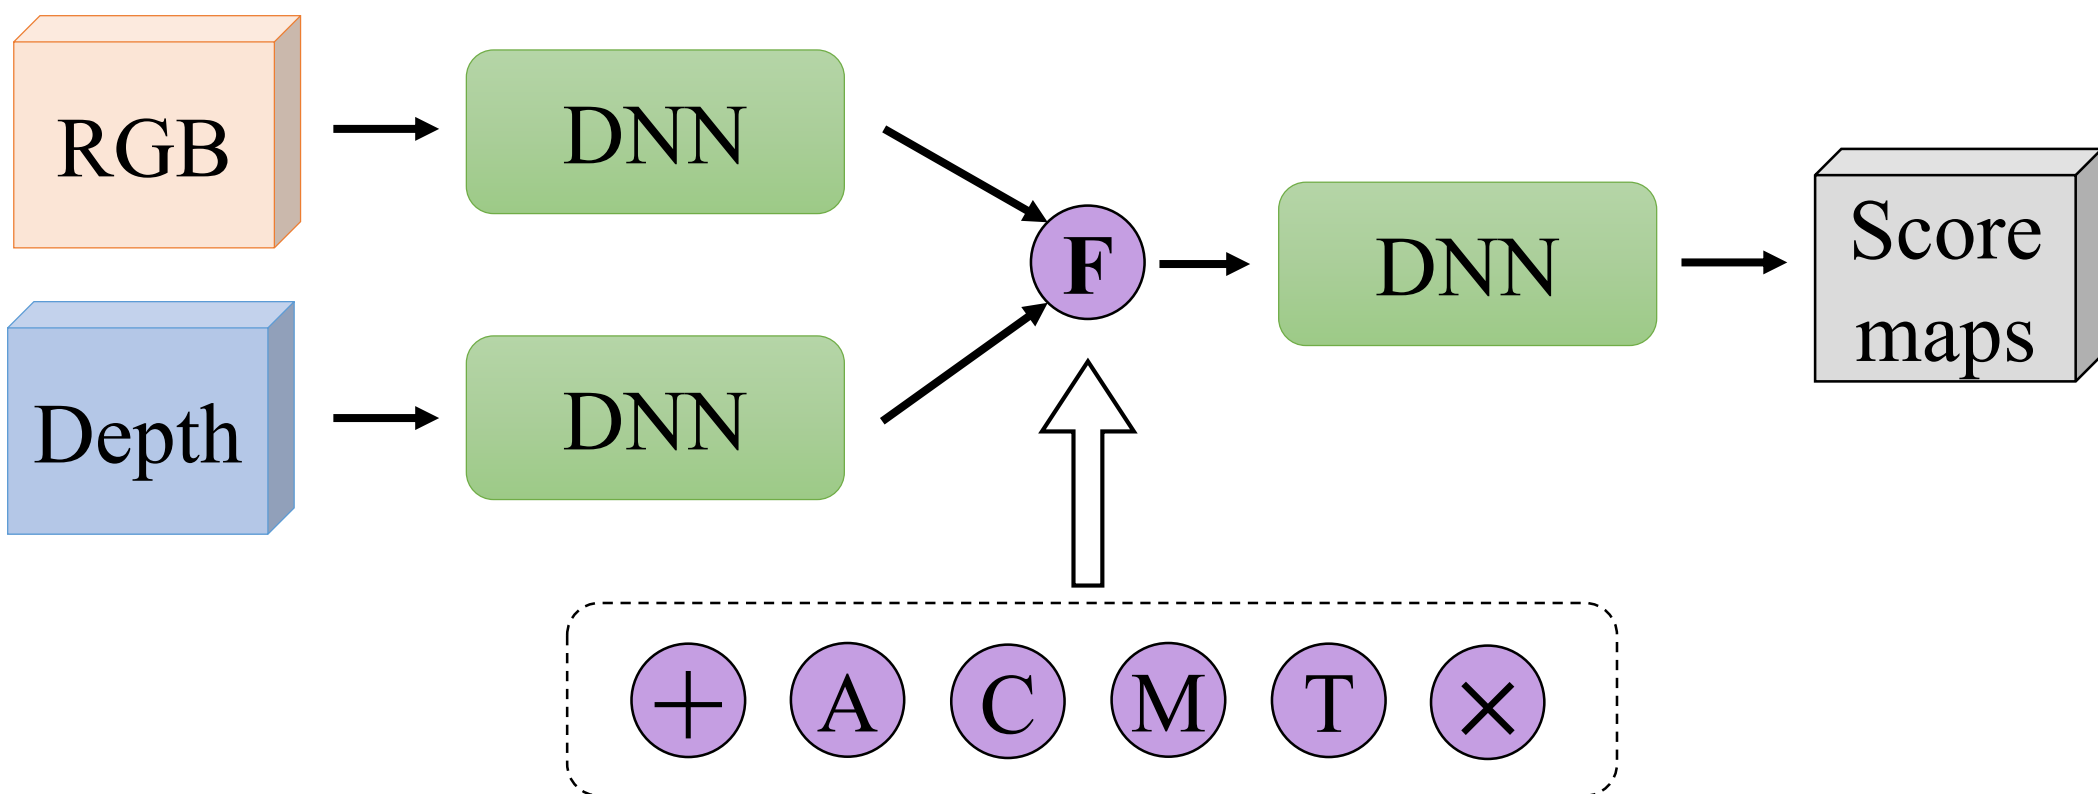 RGB
DNN
F
DNN
Score
maps
Depth
DNN
+ A C M T ×